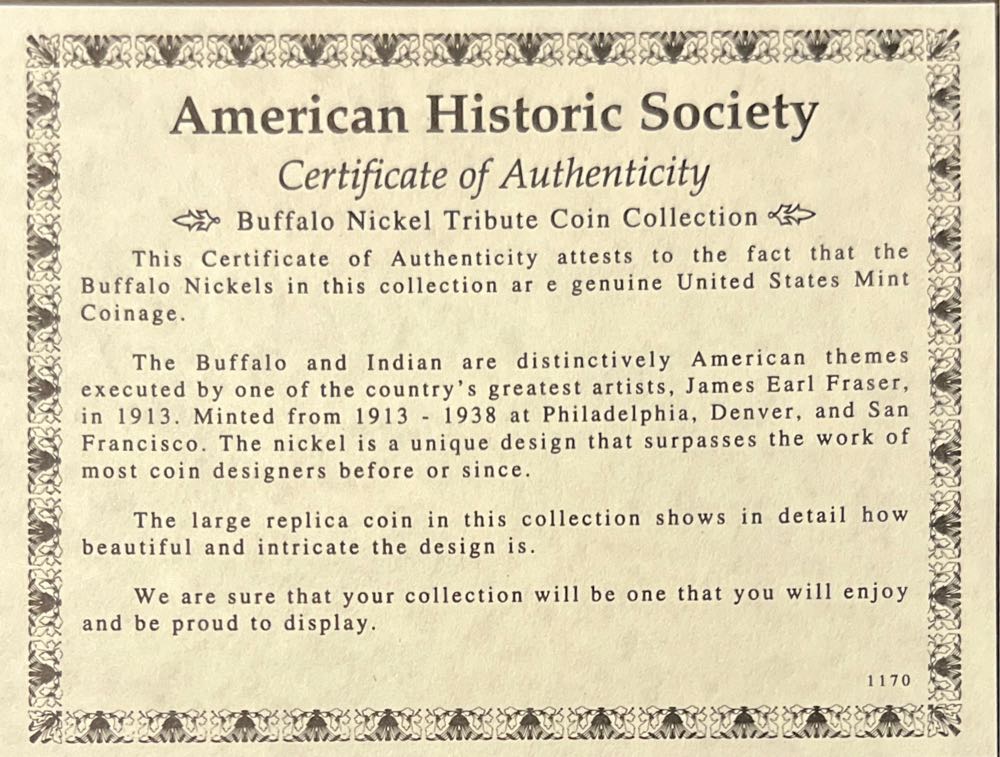 American Historic Society
Certificate of Authenticity
Buffalo Nickel Tribute Coin Collection
This Certificate of Authenticity attests to the fact that the
Buffalo Nickels in this collection ar e genuine United States Mint
Coinage.
The Buffalo and Indian are distinctively American themes
executed by one of the country's greatest artists, James Earl Fraser,
in 1913. Minted from 1913 - 1938 at Philadelphia, Denver, and San
Francisco. The nickel is a unique design that surpasses the work of
most coin designers before or since.
The large replica coin in this collection shows in detail how
beautiful and intricate the design is.
We are sure that your collection will be one that you will enjoy
and be proud to display.
1170